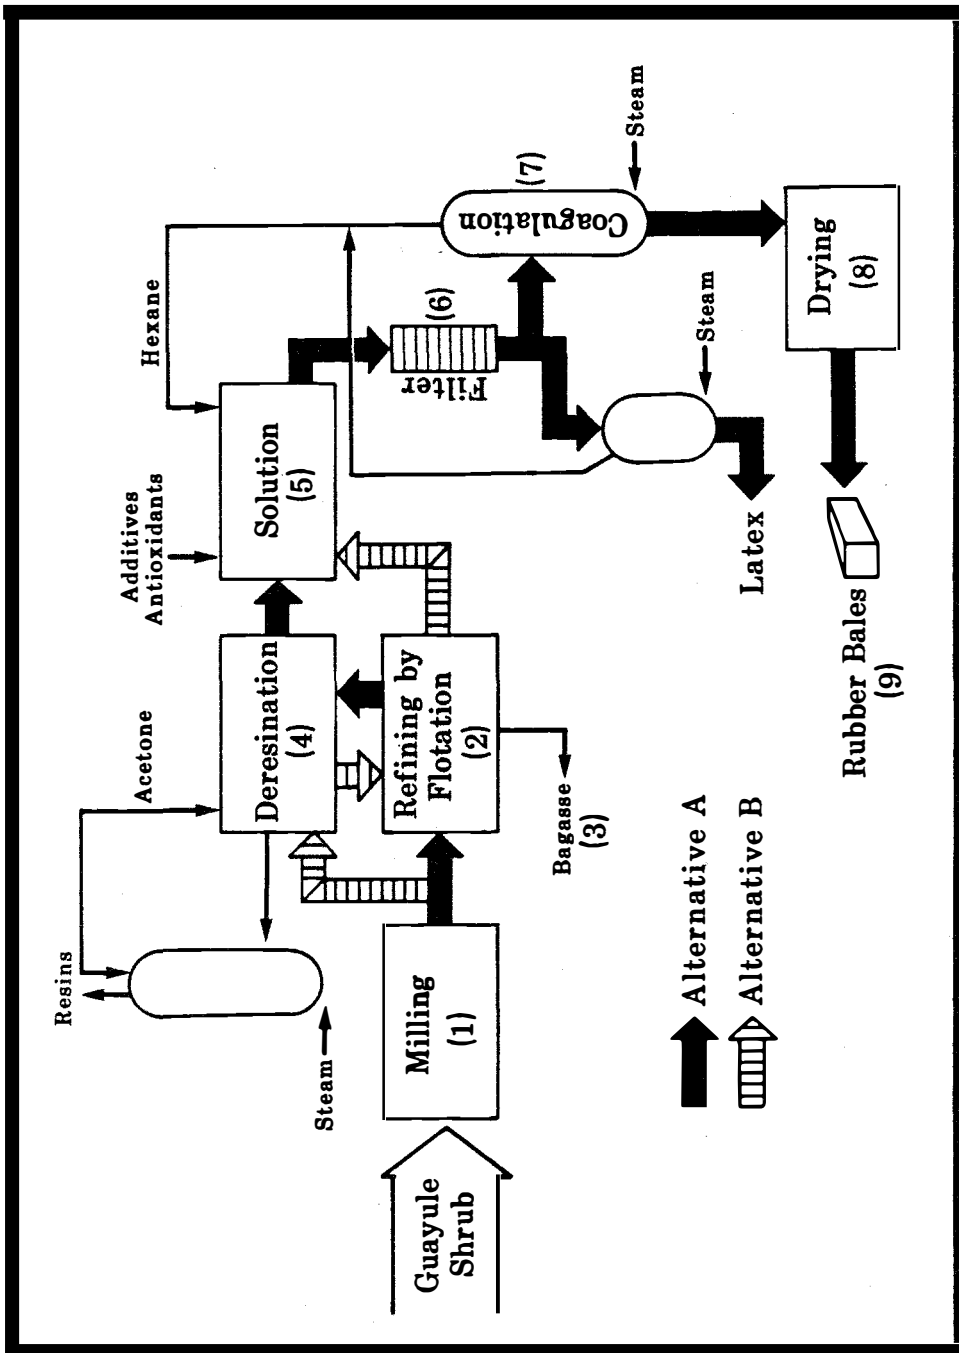 Resins
Acetone
Additives
Antioxidants
Hexane
Steam
Deresination
(4)
Solution
(5)
Guayule
Shrub
Milling
(1)
Refining by
Flotation
(2)
Filter
(6)
Coagulation
(7)
Steam
Bagasse
(3)
Steam
Latex
Drying
(8)
Rubber Bales
(9)
Alternative A
Alternative B